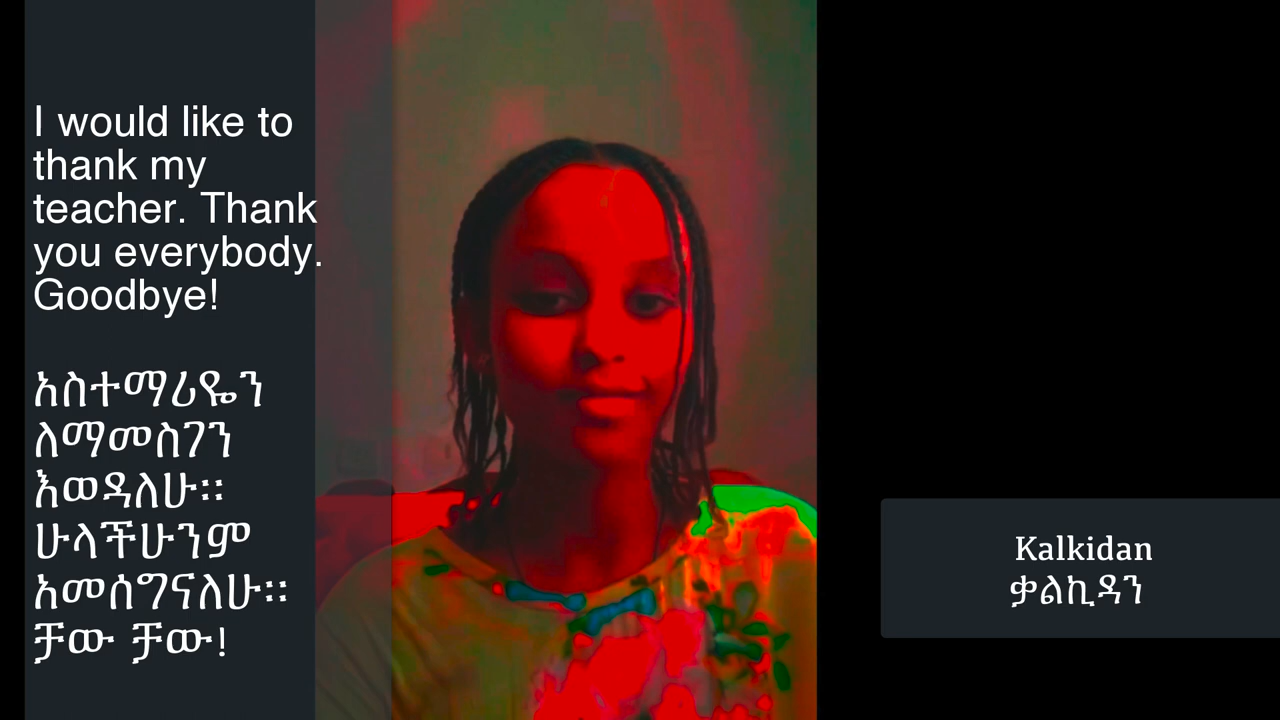 I would like to
thank my
teacher. Thank
you everybody.
Goodbye!
አስተማሪዬን
ለማመስገን
እወዳለሁ፡፡
ሁላችሁንም
አመሰግናለሁ፡፡
ቻው ቻው!
Kalkidan
ቃልኪዳን